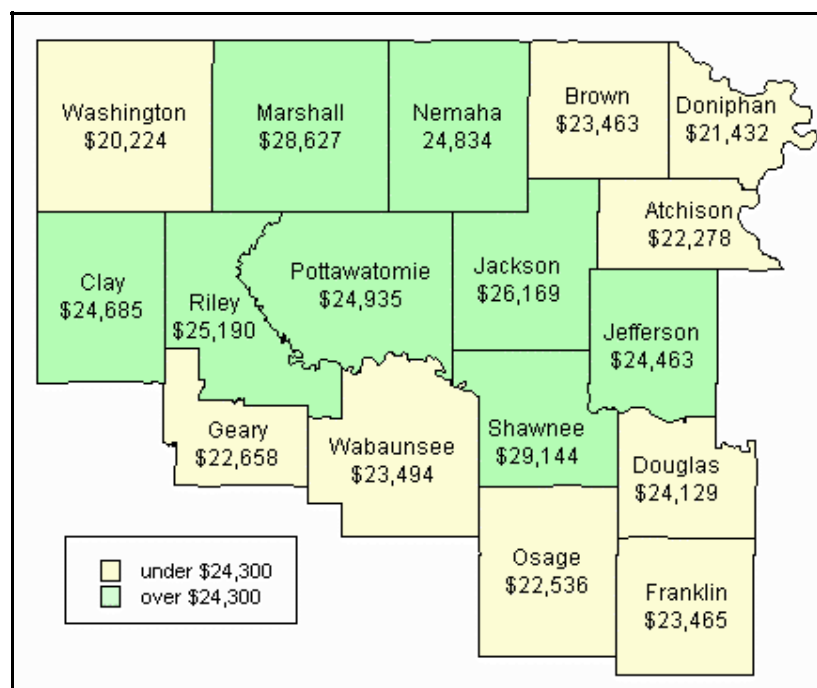 Washington
$20,224
Marshall
$28,627
Nemaha
24,834
Brown
$23,463
Doniphan
$21,432
Atchison
$22,278
Clay
$24,685
Riley
$25,190
Pottawatomie
$24,935
Jackson
$26,169
Jefferson
$24,463
Geary
$22,658
Wabaunsee
$23,494
Shawnee
$29,144
Douglas
$24,129
Osage
$22,536
Franklin
$23,465
under $24,300
over $24,300